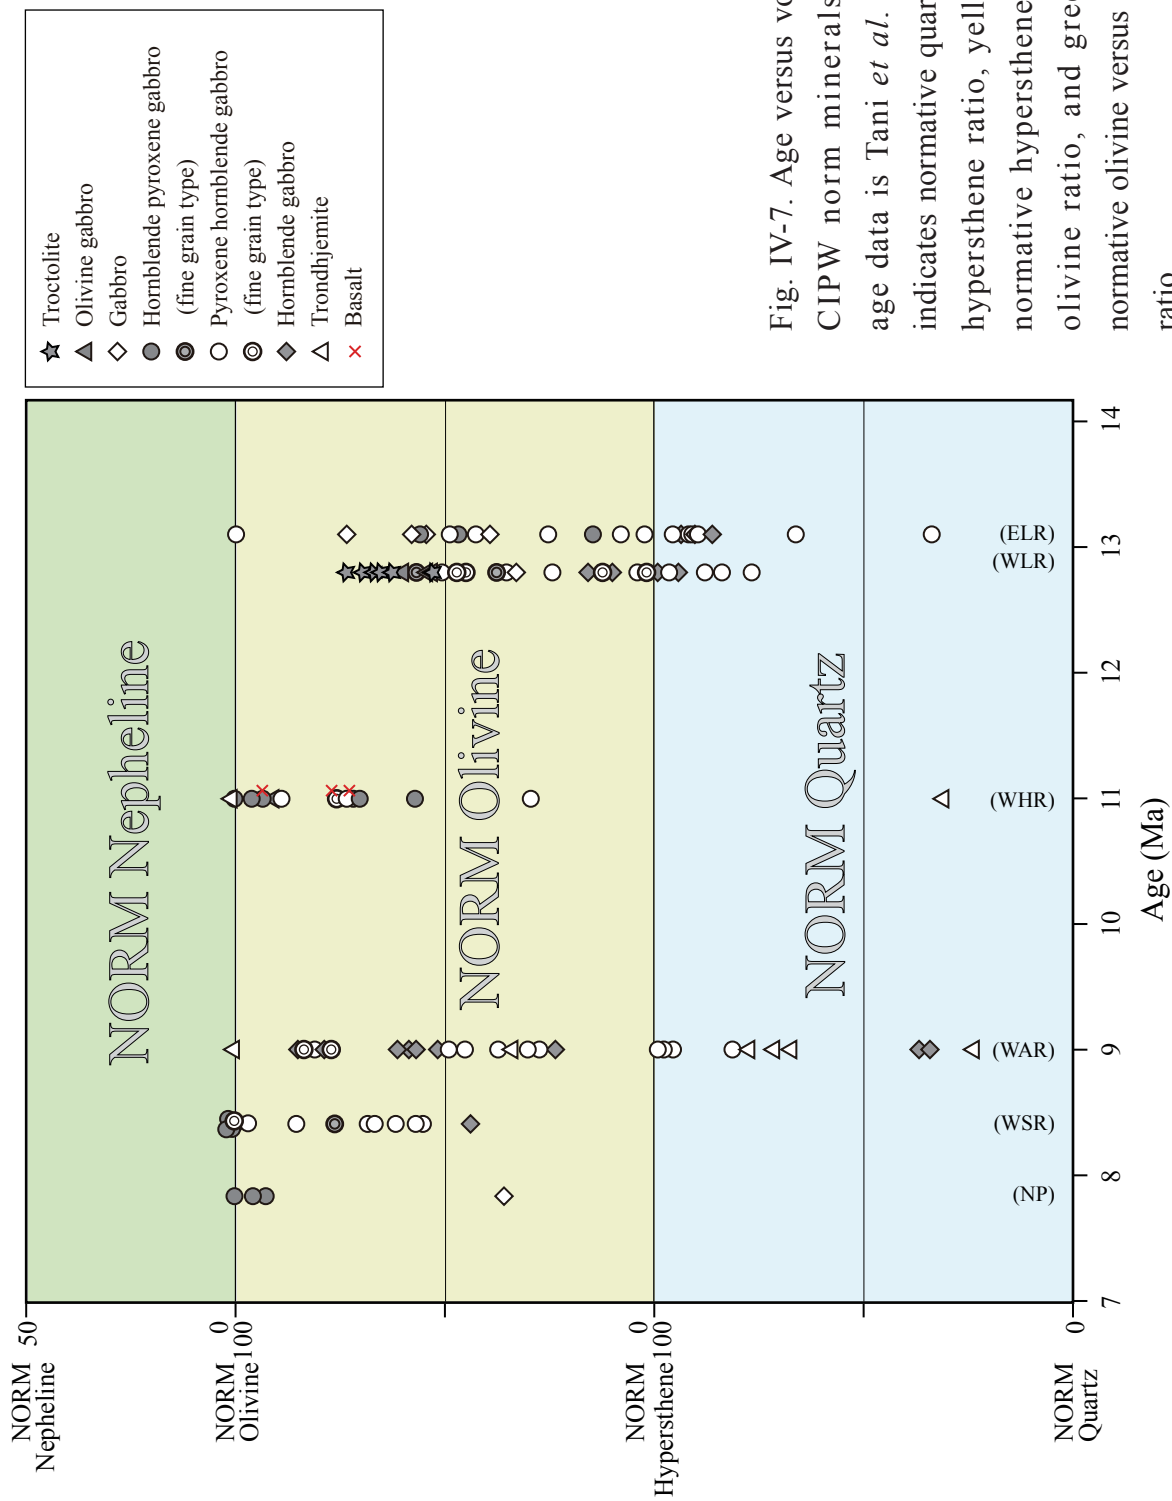 Troctolite
Olivine gabbro
Gabbro
Hornblende pyroxene gabbro
(fine grain type)
Pyroxene hornblende gabbro
(fine grain type)
Hornblende gabbro
Trondhjemite
Basalt
NORM Nepheline
NORM Olivine
NORM Quartz
NORM
Nepheline
50
0
NORM
Olivine
100
0
NORM
Hypersthene
100
NORM
Quartz
0
(NP)
(WSR)
(WAR)
(WHR)
(WLR)
(ELR)
7
8
9
10
11
12
13
14
Age (Ma)
Fig. IV-7. Age versus
CIPW norm minerals
age data is Tani et al.
indicates normative
hypersthene ratio,
normative hypersthene
olivine ratio, and
normative olivine versus
ratio